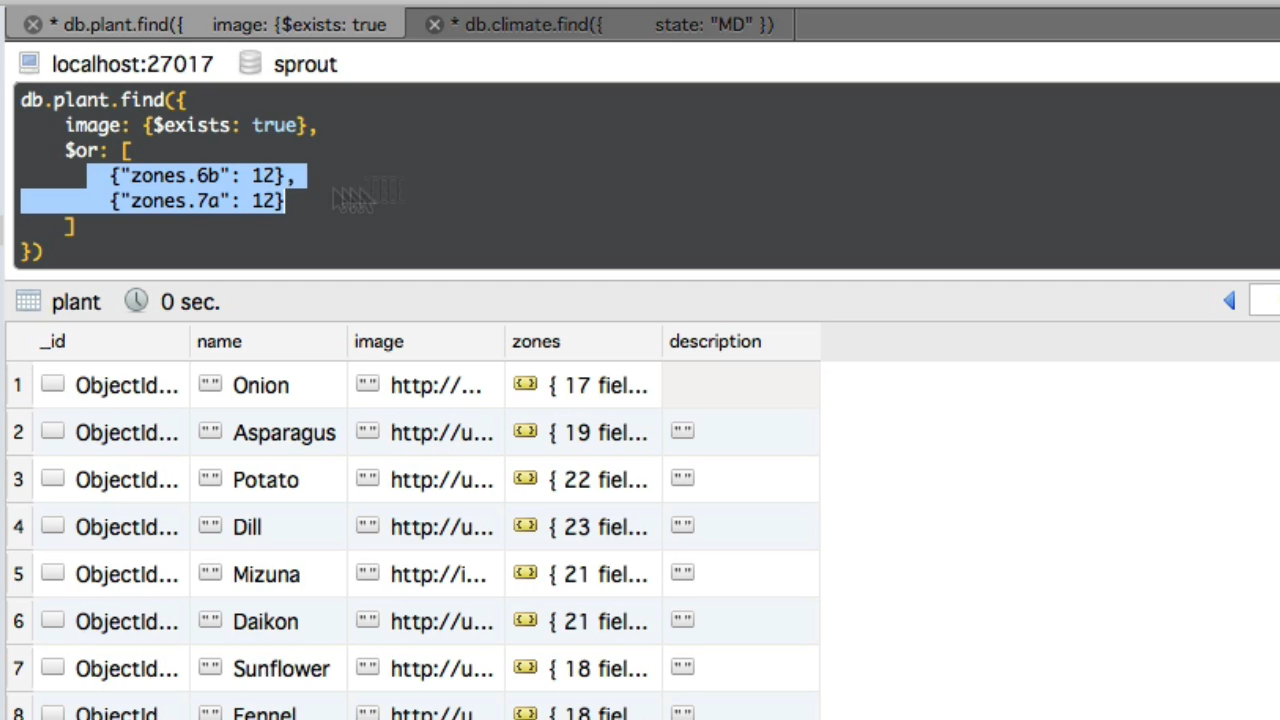 * db.plant.find({ image: {$exists: true * db.climate.find({ state: "MD" })
localhost:27017 sprout
db.plant.find({
image: {$exists: true},
$or: [
{"zones.6b": 12},
{"zones.7a": 12}
]
})
plant 0 sec.
_id name image zones description
1 ObjectId... "" Onion "" http://... { } { 17 fiel...
2 ObjectId... "" Asparagus "" http://u... { } { 19 fiel... ""
3 ObjectId... "" Potato "" http://u... { } { 22 fiel... ""
4 ObjectId... "" Dill "" http://u... { } { 23 fiel... ""
5 ObjectId... "" Mizuna "" http://i... { } { 21 fiel... ""
6 ObjectId... "" Daikon "" http://u... { } { 21 fiel... ""
7 ObjectId... "" Sunflower "" http://u... { } { 18 fiel... ""
8 ObjectId... "" Fennel "" http://u... { } { 18 fiel... ""